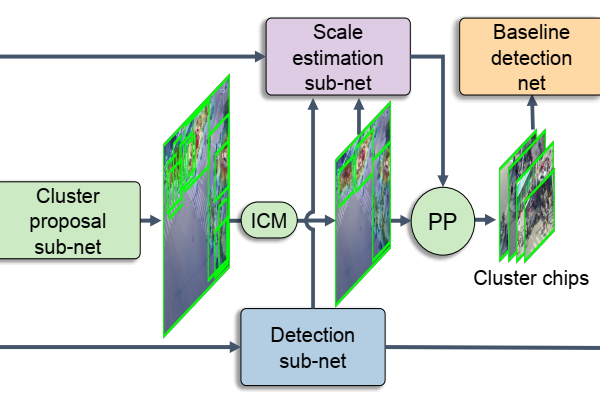 Scale
estimation
sub-net
Baseline
detection
net
Cluster
proposal
sub-net
ICM
PP
Cluster chips
Detection
sub-net